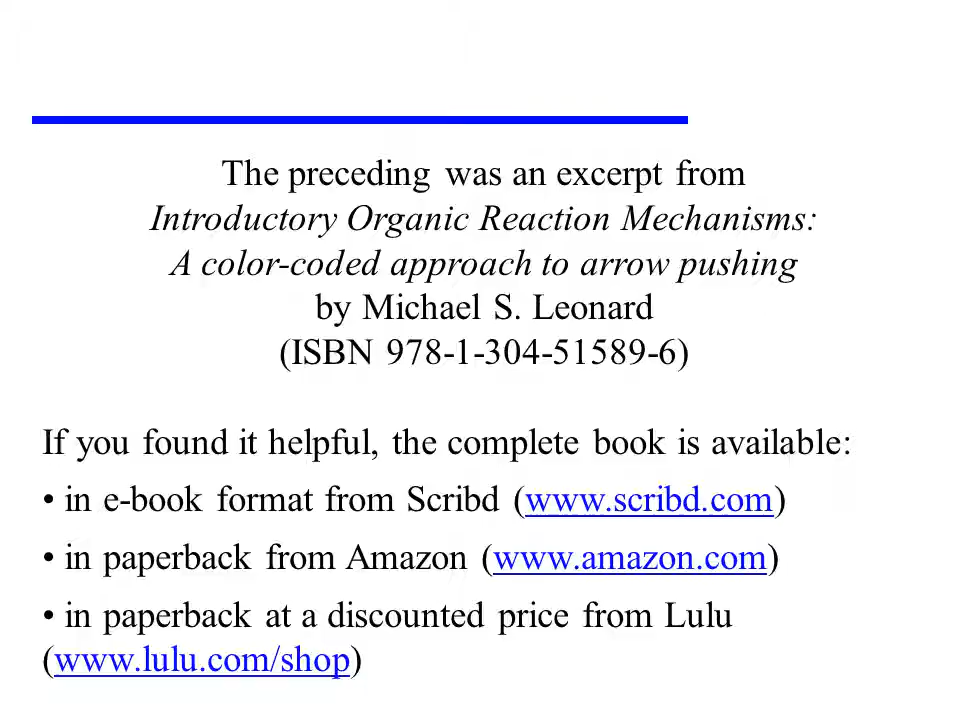 The preceding was an excerpt from
Introductory Organic Reaction Mechanisms:
A color-coded approach to arrow pushing
by Michael S. Leonard
(ISBN 978-1-304-51589-6)
If you found it helpful, the complete book is available:
• in e-book format from Scribd (www.scribd.com)
• in paperback from Amazon (www.amazon.com)
• in paperback at a discounted price from Lulu
(www.lulu.com/shop)